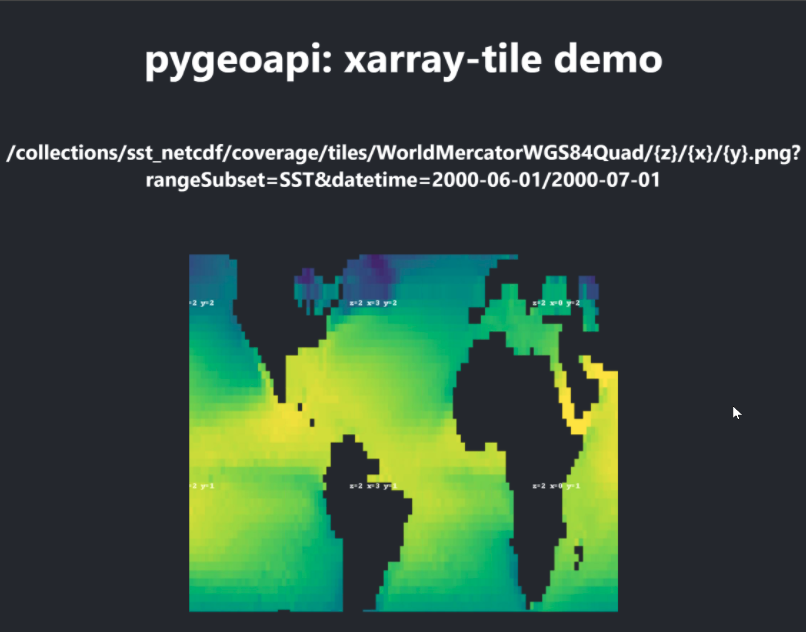 pygeoapi: xarray-tile demo
/collections/sst_netcdf/coverage/tiles/WorldMercatorWGS84Quad/{z}/{x}/{y}.png?
rangeSubset=SST&datetime=2000-06-01/2000-07-01
=2 y=2 z=2 x=3 y=2 z=2 x=0 y=2
=2 y=1 z=2 x=3 y=1 z=2 x=0 y=1